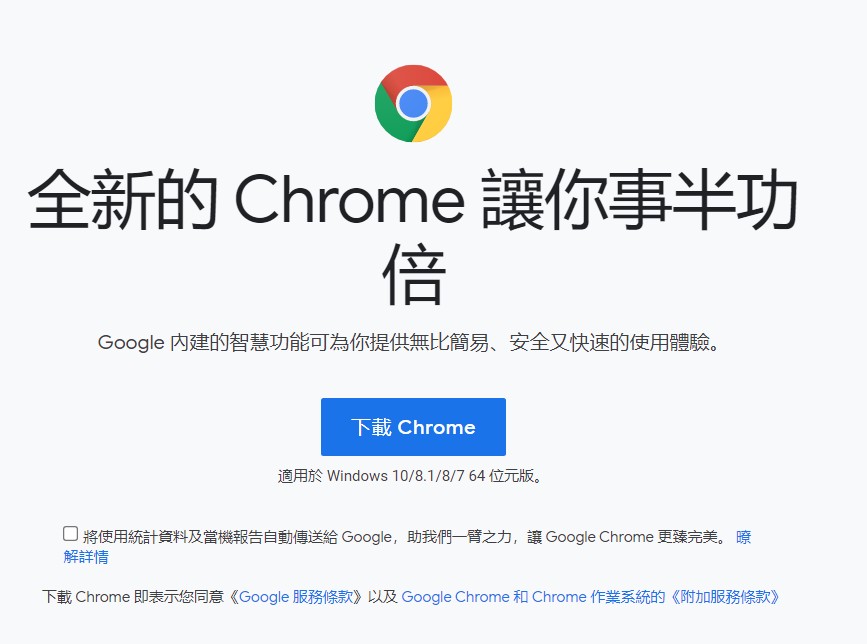 全新的 Chrome 讓你事半功
倍
Google 內建的智慧功能可為你提供無比簡易、安全又快速的使用體驗。
下載 Chrome
適用於 Windows 10/8.1/8/7 64 位元版。
將使用統計資料及當機報告自動傳送給 Google，助我們一臂之力，讓 Google Chrome 更臻完美。 瞭
解詳情
下載 Chrome 即表示您同意《Google 服務條款》以及 Google Chrome 和 Chrome 作業系統的《附加服務條款》